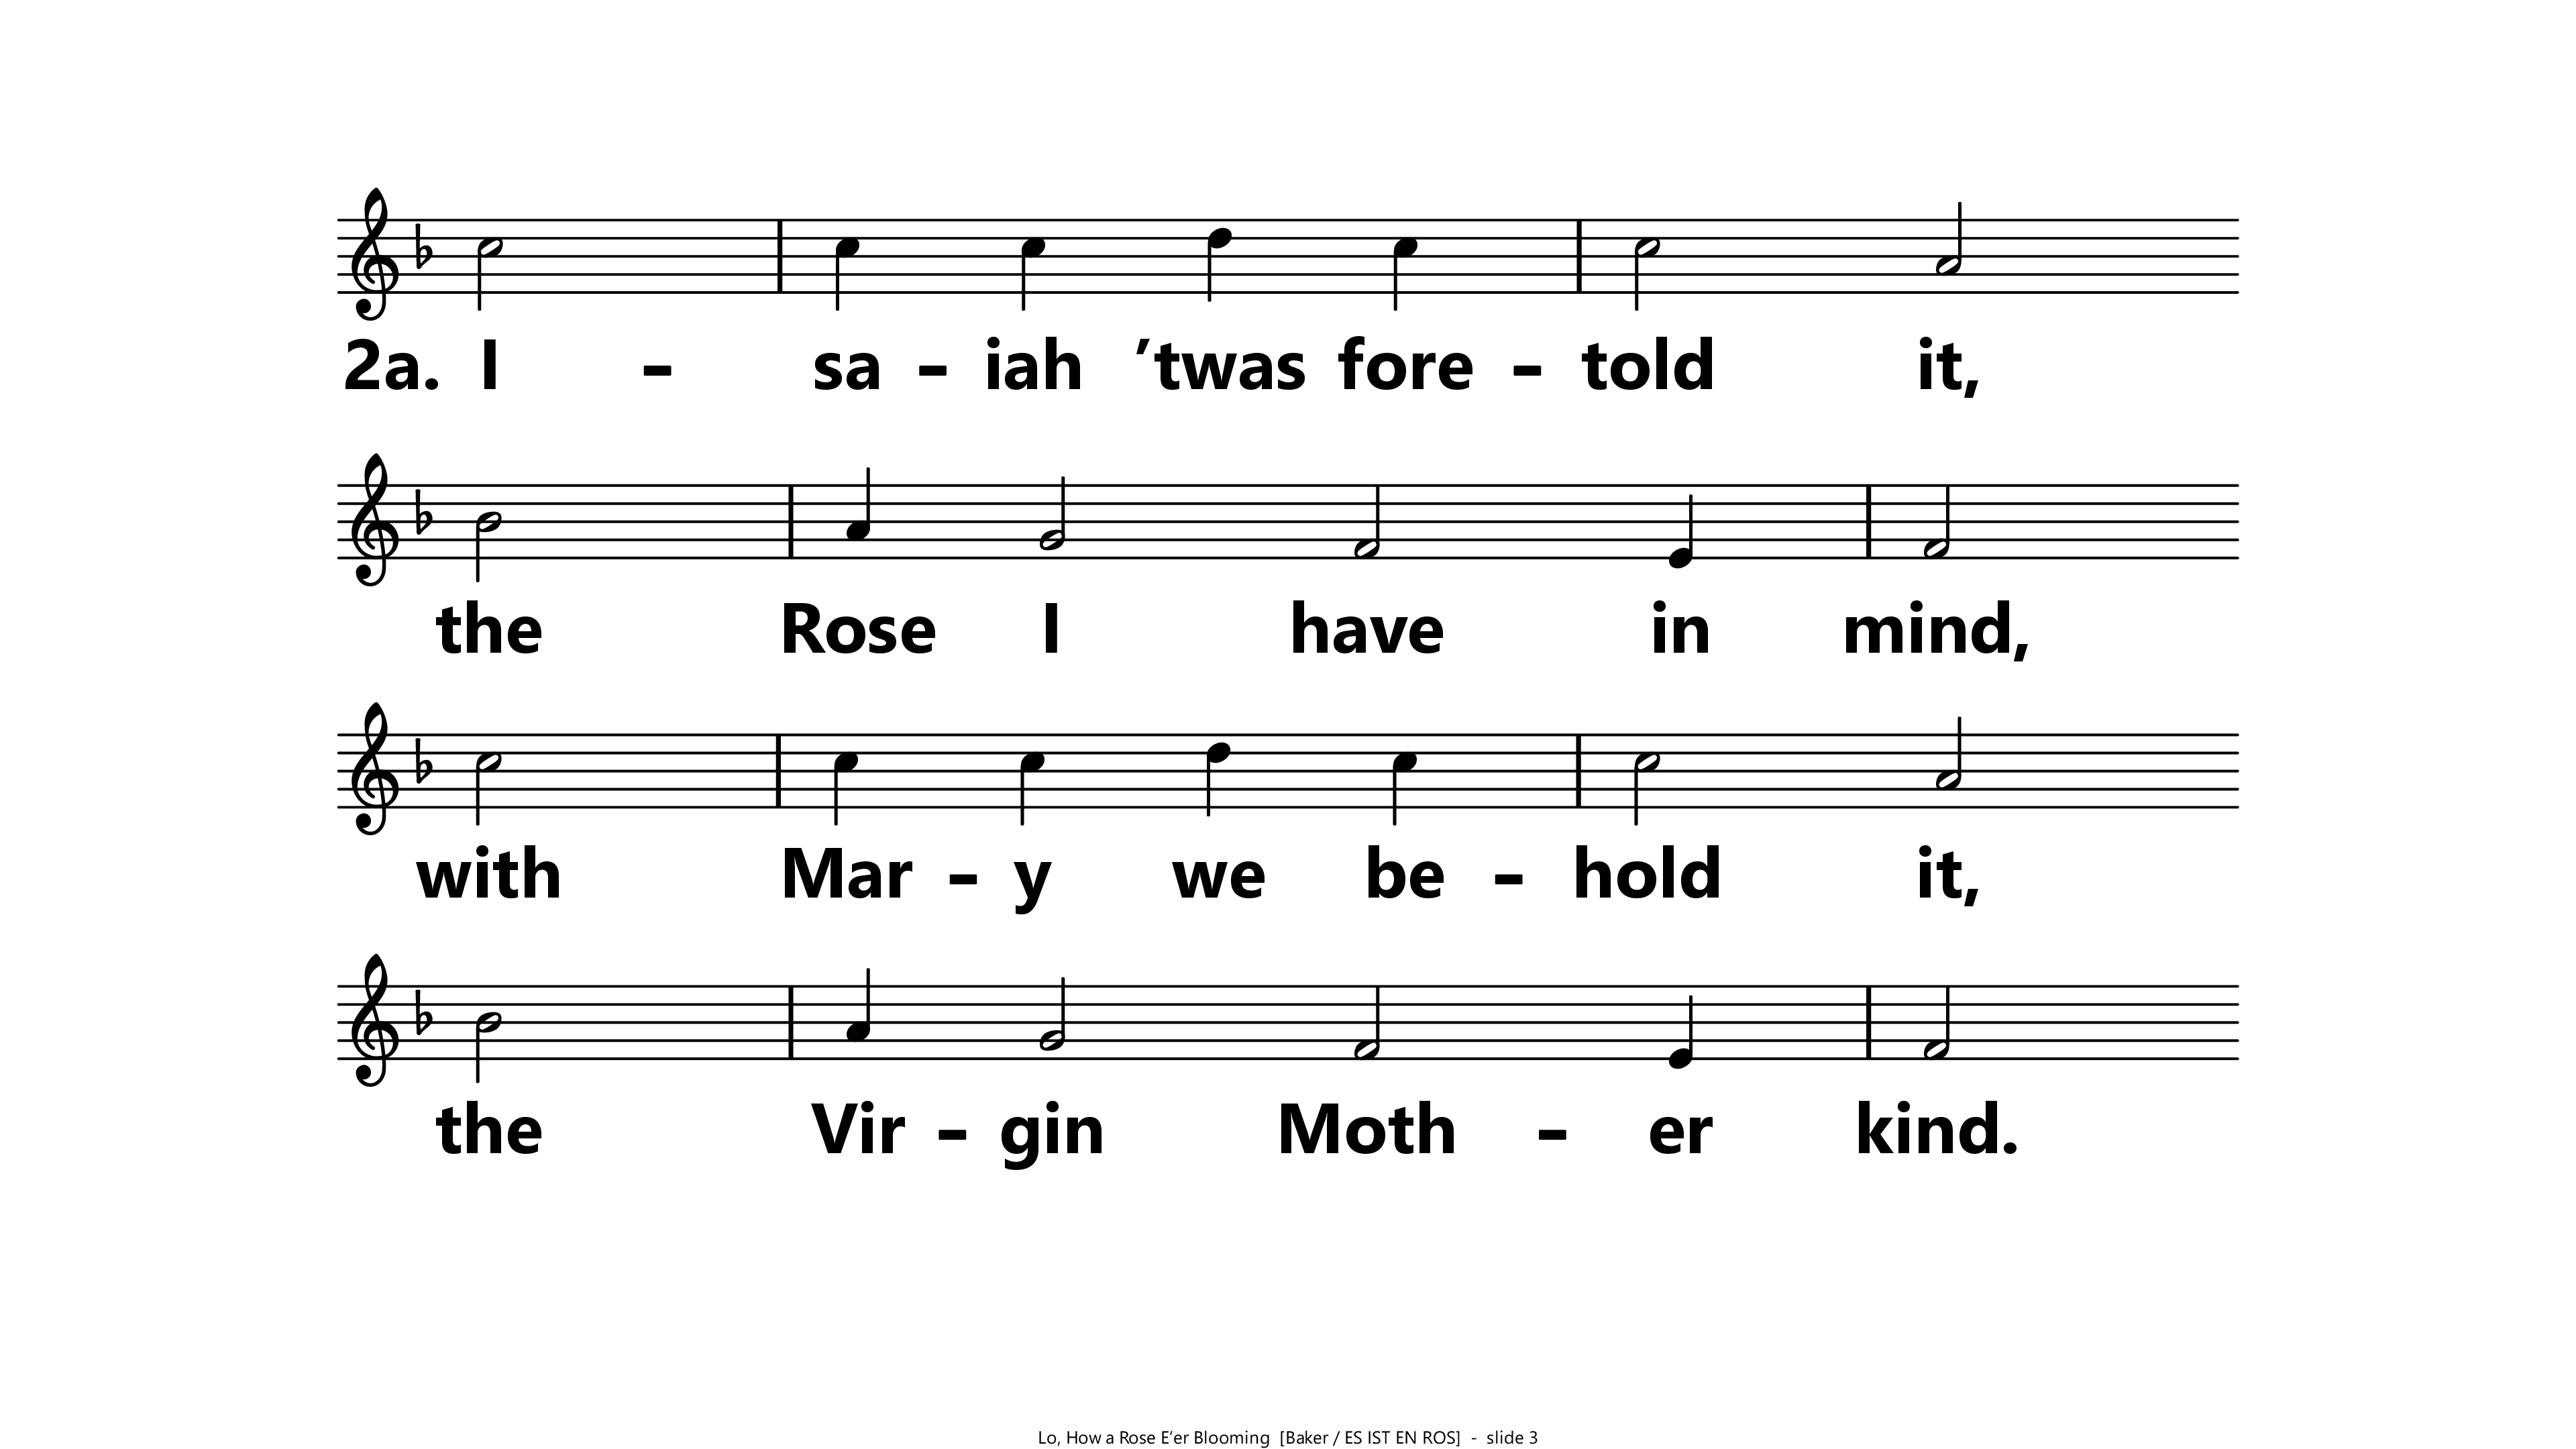 2a. I - sa - iah ’twas fore - told it,
the Rose I have in mind,
with Mar - y we be - hold it,
the Vir - gin Moth - er kind.
Lo, How a Rose E’er Blooming [Baker / ES IST EN ROS] - slide 3